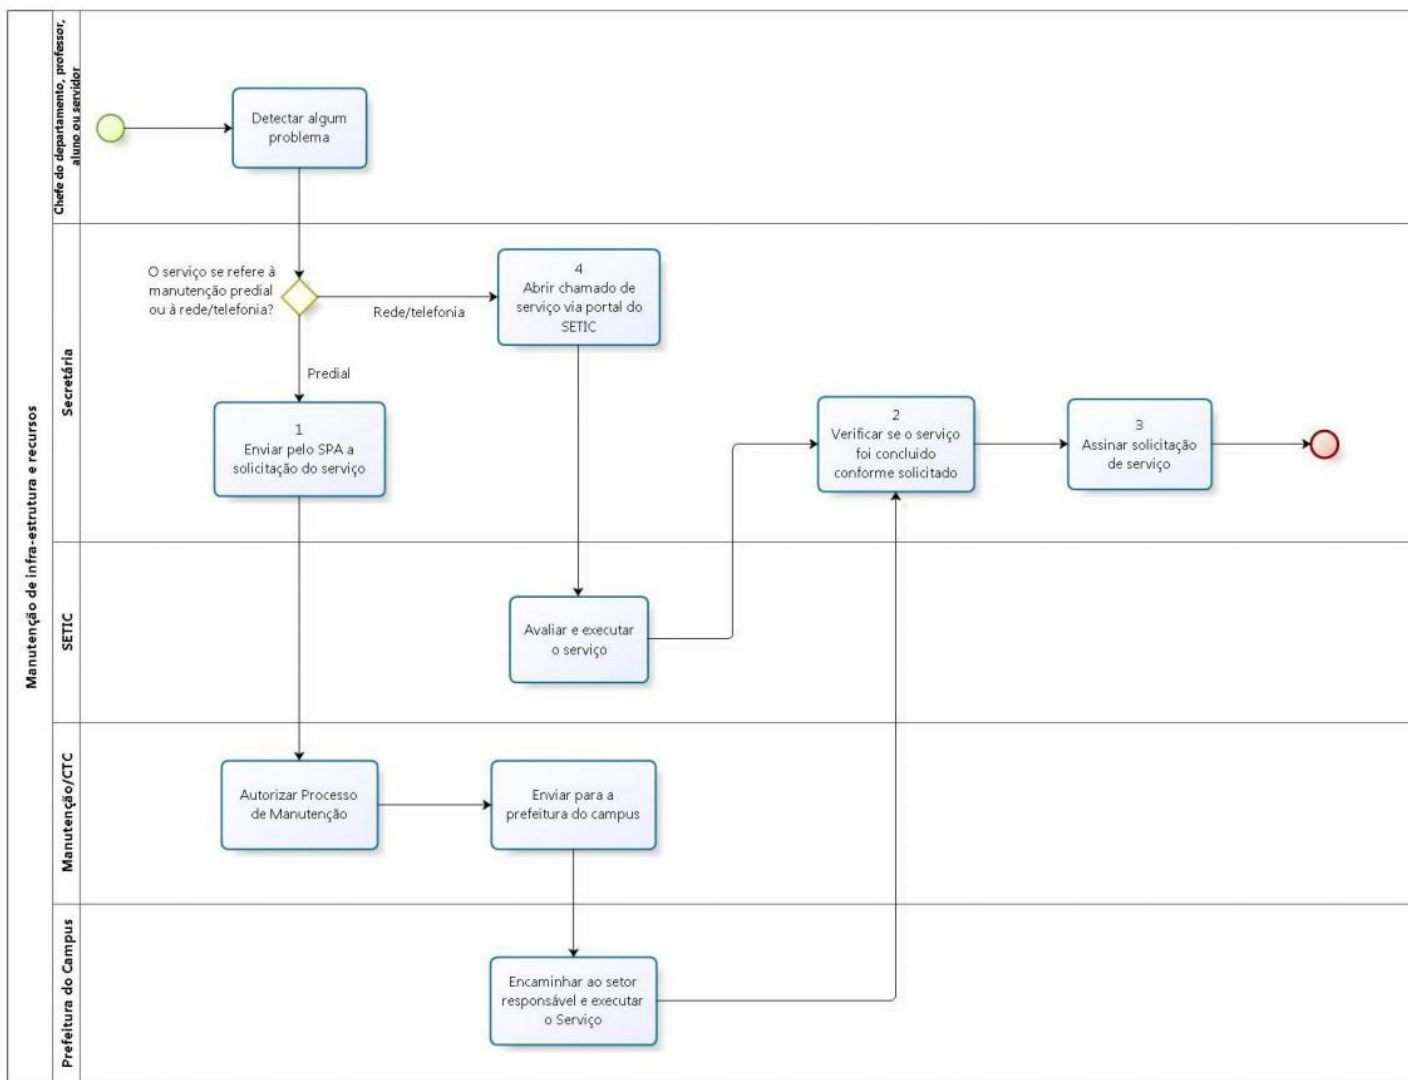 Manutenção de infra-estrutura e recursos
Chefe do departamento, professor,
aluno ou servidor
Detectar algum
problema
Secretária
O serviço se refere à
manutenção predial
ou à rede/telefonia?
Rede/telefonia
Predial
4
Abrir chamado de
serviço via portal do
SETIC
1
Enviar pelo SPA a
solicitação do serviço
2
Verificar se o serviço
foi concluido
conforme solicitado
3
Assinar solicitação
de serviço
SETIC
Avaliar e executar
o serviço
Manutenção/CTC
Autorizar Processo
de Manutenção
Enviar para a
prefeitura do campus
Prefeitura do Campus
Encaminhar ao setor
responsável e executar
o Serviço